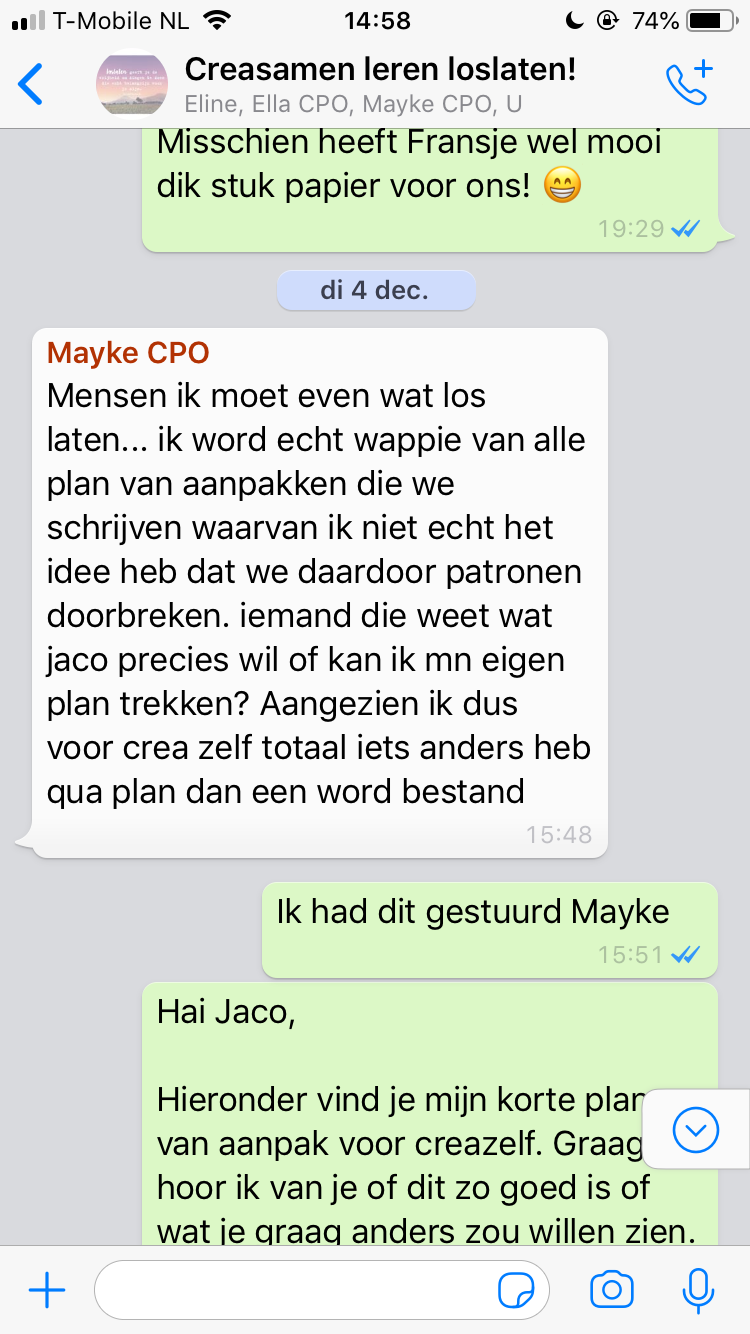 T-Mobile NL 14:58 74%
Creasamen leren loslaten!
Eline, Ella CPO, Mayke CPO, U
Misschien heeft Fransje wel mooi
dik stuk papier voor ons! 😁
19:29
di 4 dec.
Mayke CPO
Mensen ik moet even wat los
laten... ik word echt wappie van alle
plan van aanpakken die we
schrijven waarvan ik niet echt het
idee heb dat we daardoor patronen
doorbreken. iemand die weet wat
jaco precies wil of kan ik mn eigen
plan trekken? Aangezien ik dus
voor crea zelf totaal iets anders heb
qua plan dan een word bestand
15:48
Ik had dit gestuurd Mayke
15:51
Hai Jaco,
Hieronder vind je mijn korte plan
van aanpak voor creazelf. Graag
hoor ik van je of dit zo goed is of
wat je graag anders zou willen zien.